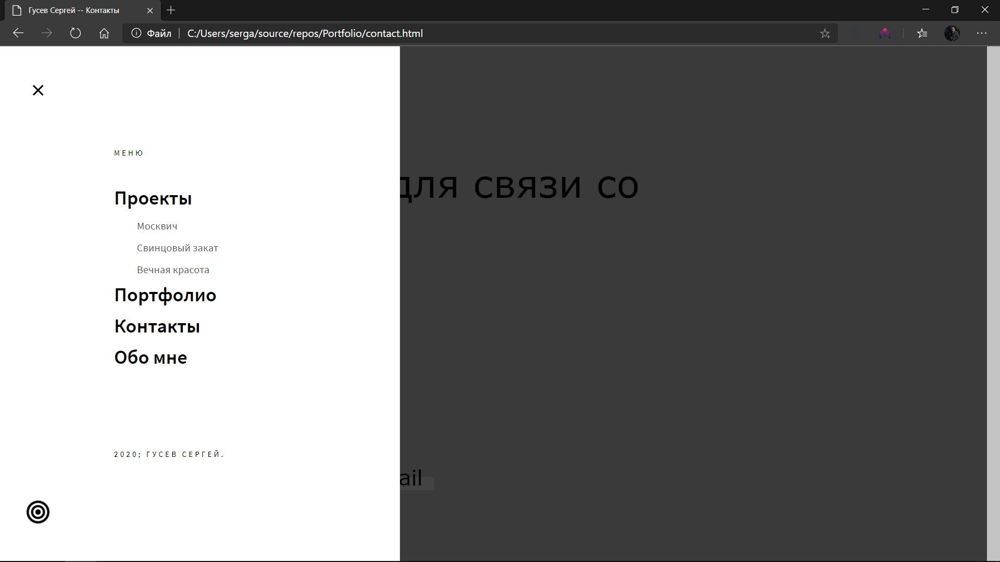 Гусев Сергей -- Контакты
Файл | C:/Users/serga/source/repos/Portfolio/contact.html
МЕНЮ
для связи со
Проекты
Москвич
Свинцовый закат
Вечная красота
Портфолио
Контакты
Обо мне
2020; ГУСЕВ СЕРГЕЙ.
ail